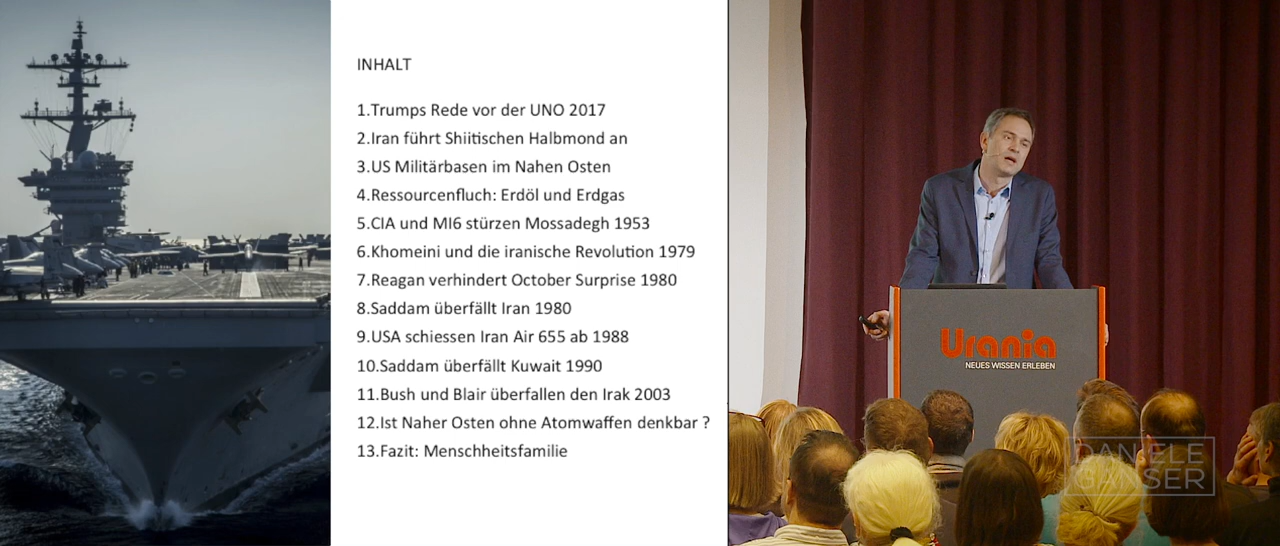 INHALT
1.Trumps Rede vor der UNO 2017
2.Iran führt Shiitischen Halbmond an
3.US Militärbasen im Nahen Osten
4.Ressourcenfluch: Erdöl und Erdgas
5.CIA und MI6 stürzen Mossadegh 1953
6.Khomeini und die iranische Revolution 1979
7.Reagan verhindert October Surprise 1980
8.Saddam überfällt Iran 1980
9.USA schiessen Iran Air 655 ab 1988
10.Saddam überfällt Kuwait 1990
11.Bush und Blair überfallen den Irak 2003
12.Ist Naher Osten ohne Atomwaffen denkbar ?
13.Fazit: Menschheitsfamilie
Urania
NEUES WISSEN ERLEBEN
DANIELE
GANSER